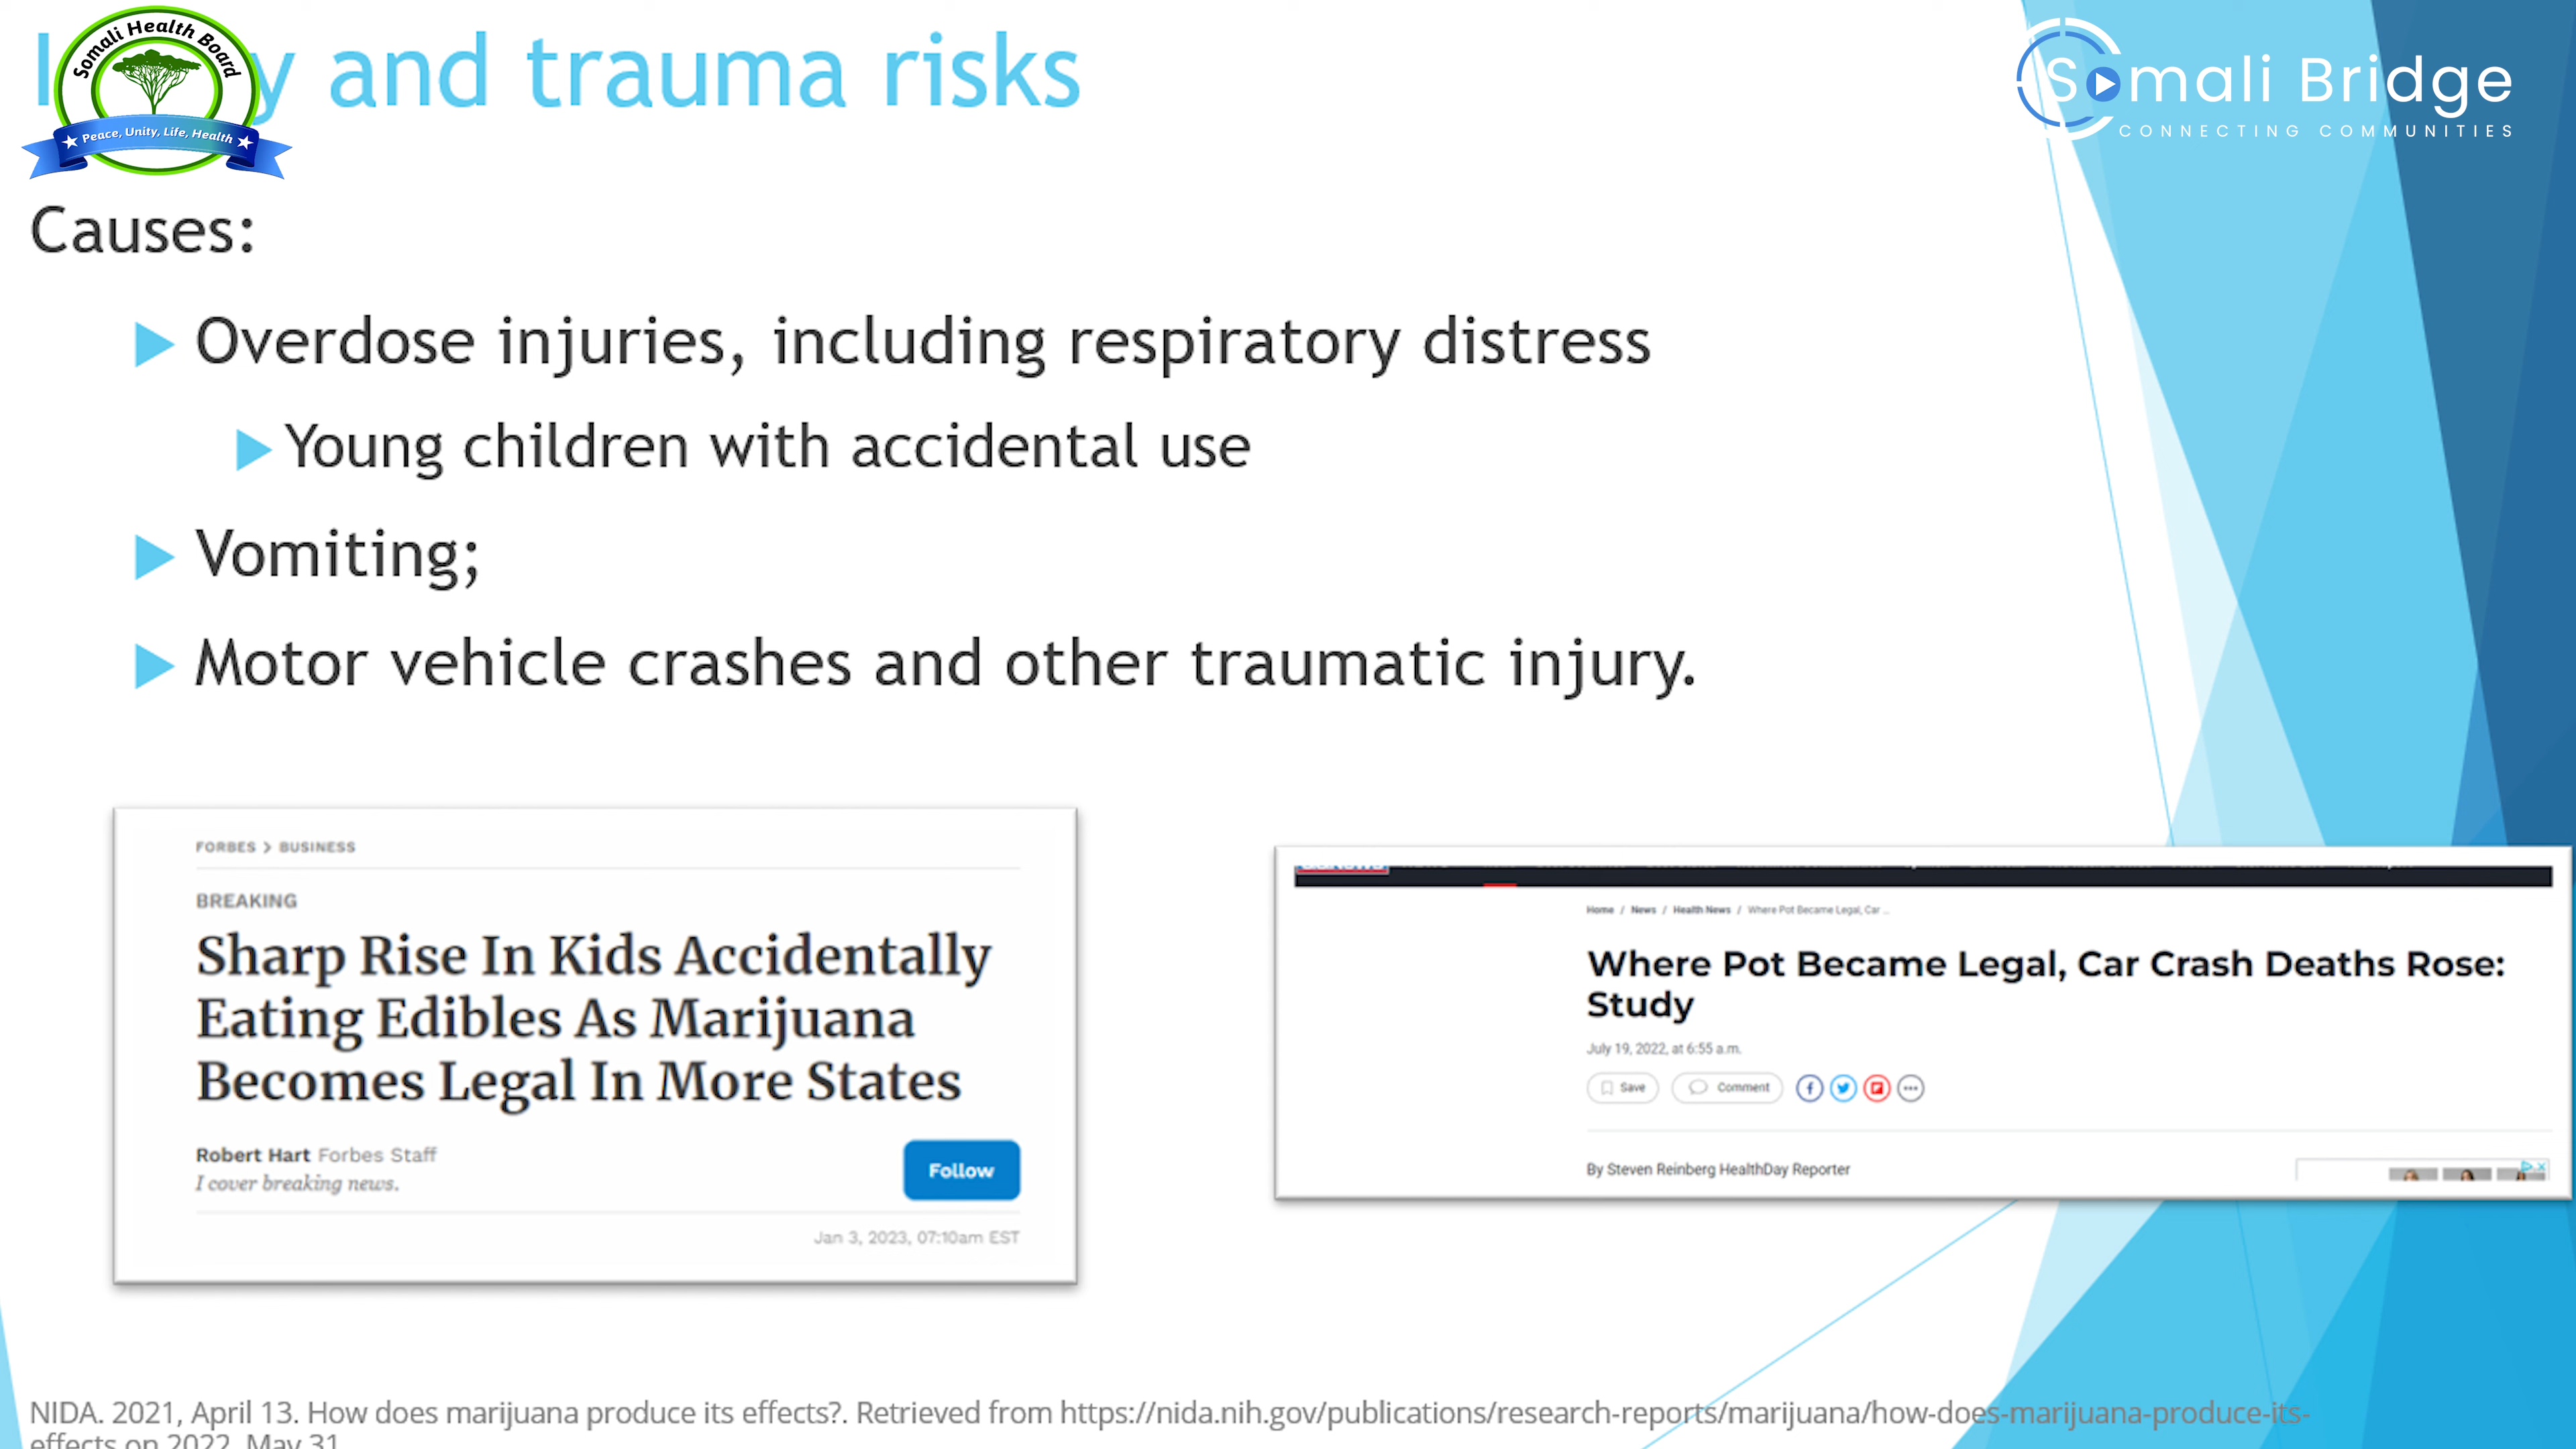 y and trauma risks
Somali Health Board
Peace, Unity, Life, Health
Somali Bridge
CONNECTING COMMUNITIES
Causes:
Overdose injuries, including respiratory distress
Young children with accidental use
Vomiting;
Motor vehicle crashes and other traumatic injury.
FORBES > BUSINESS
BREAKING
Sharp Rise In Kids Accidentally
Eating Edibles As Marijuana
Becomes Legal In More States
Robert Hart Forbes Staff
I cover breaking news.
Follow
Jan 3, 2023, 07:10am EST
Home / News / Health News / Where Pot Became Legal, Car ...
Where Pot Became Legal, Car Crash Deaths Rose:
Study
July 19, 2022, at 6:55 a.m.
Save
Comment
By Steven Reinberg HealthDay Reporter
NIDA. 2021, April 13. How does marijuana produce its effects?. Retrieved from https://nida.nih.gov/publications/research-reports/marijuana/how-does-marijuana-produce-its-
effects on 2022, May 31